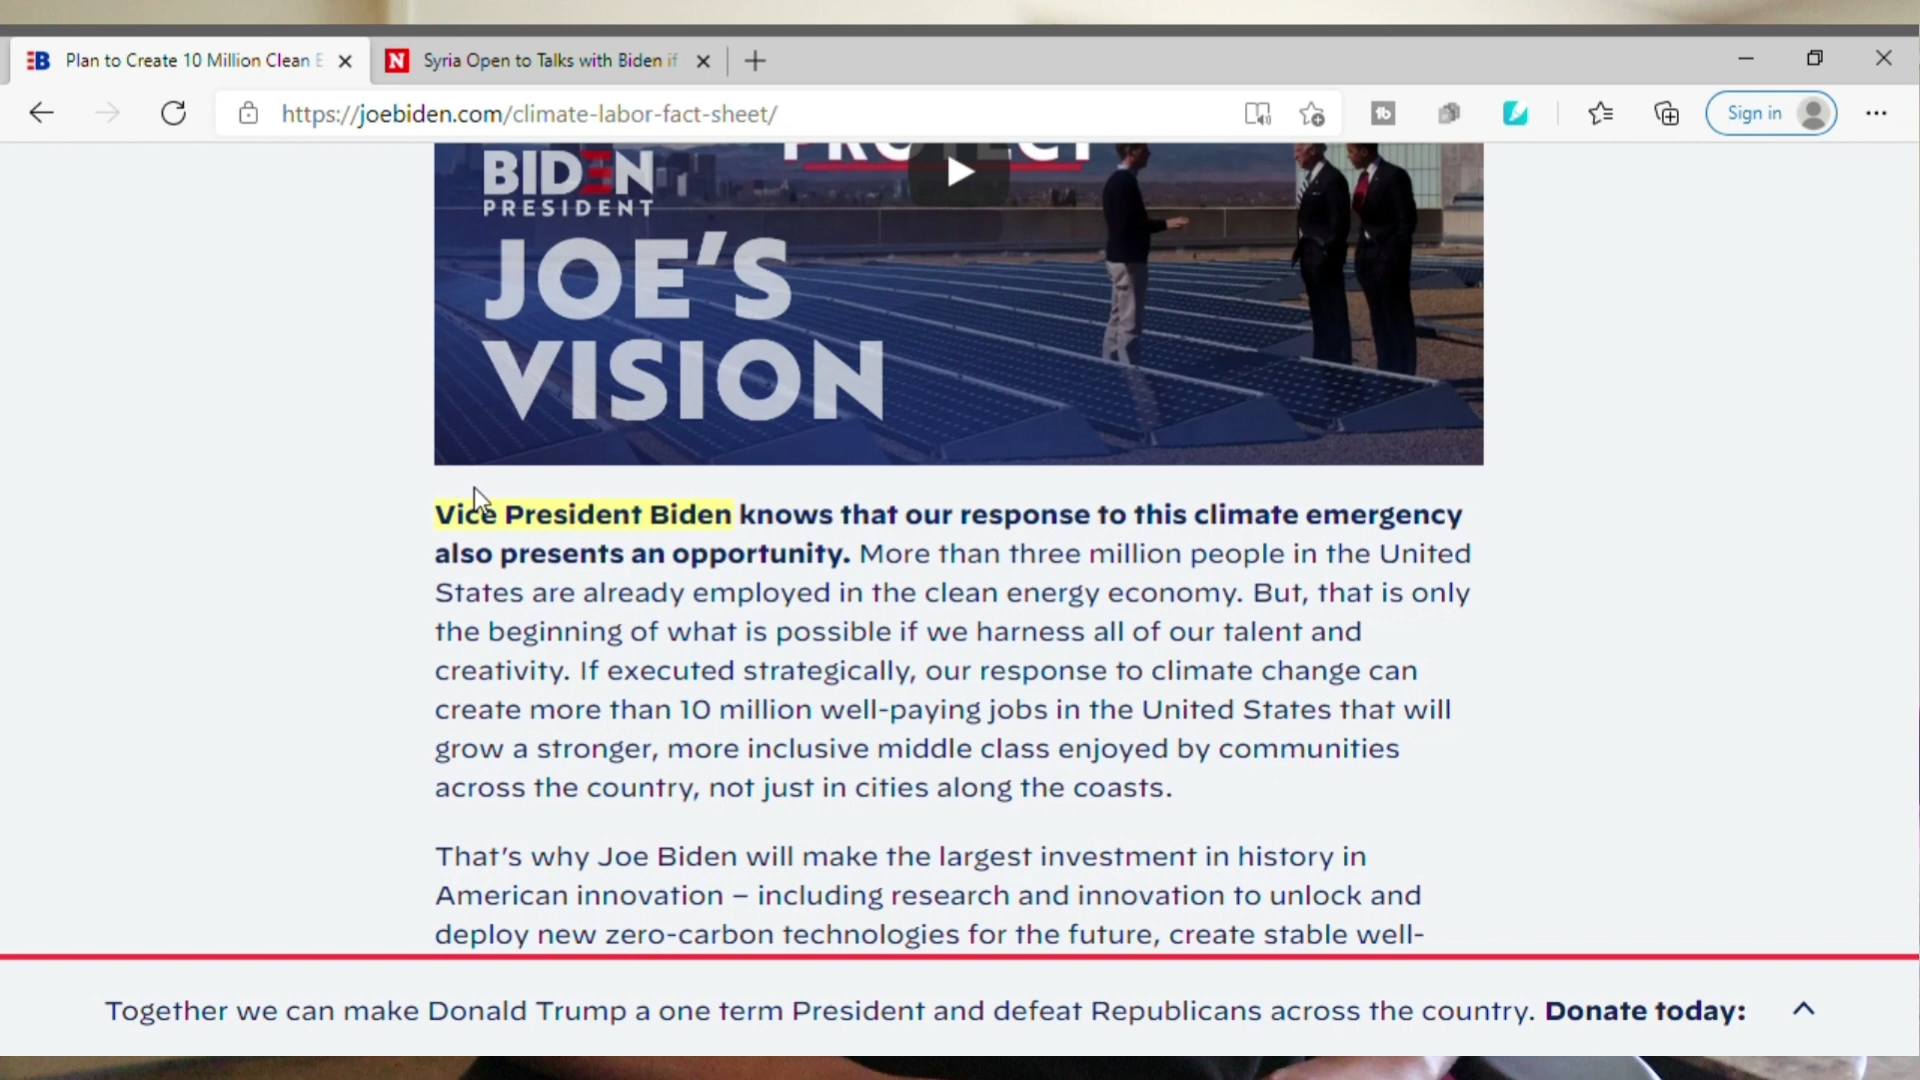 Plan to Create 10 Million Clean E
Syria Open to Talks with Biden if
https://joebiden.com/climate-labor-fact-sheet/
Sign in
PROTECT
BIDEN
PRESIDENT
JOE'S
VISION
Vice President Biden knows that our response to this climate emergency
also presents an opportunity. More than three million people in the United
States are already employed in the clean energy economy. But, that is only
the beginning of what is possible if we harness all of our talent and
creativity. If executed strategically, our response to climate change can
create more than 10 million well-paying jobs in the United States that will
grow a stronger, more inclusive middle class enjoyed by communities
across the country, not just in cities along the coasts.
That's why Joe Biden will make the largest investment in history in
American innovation – including research and innovation to unlock and
deploy new zero-carbon technologies for the future, create stable well-
Together we can make Donald Trump a one term President and defeat Republicans across the country. Donate today: